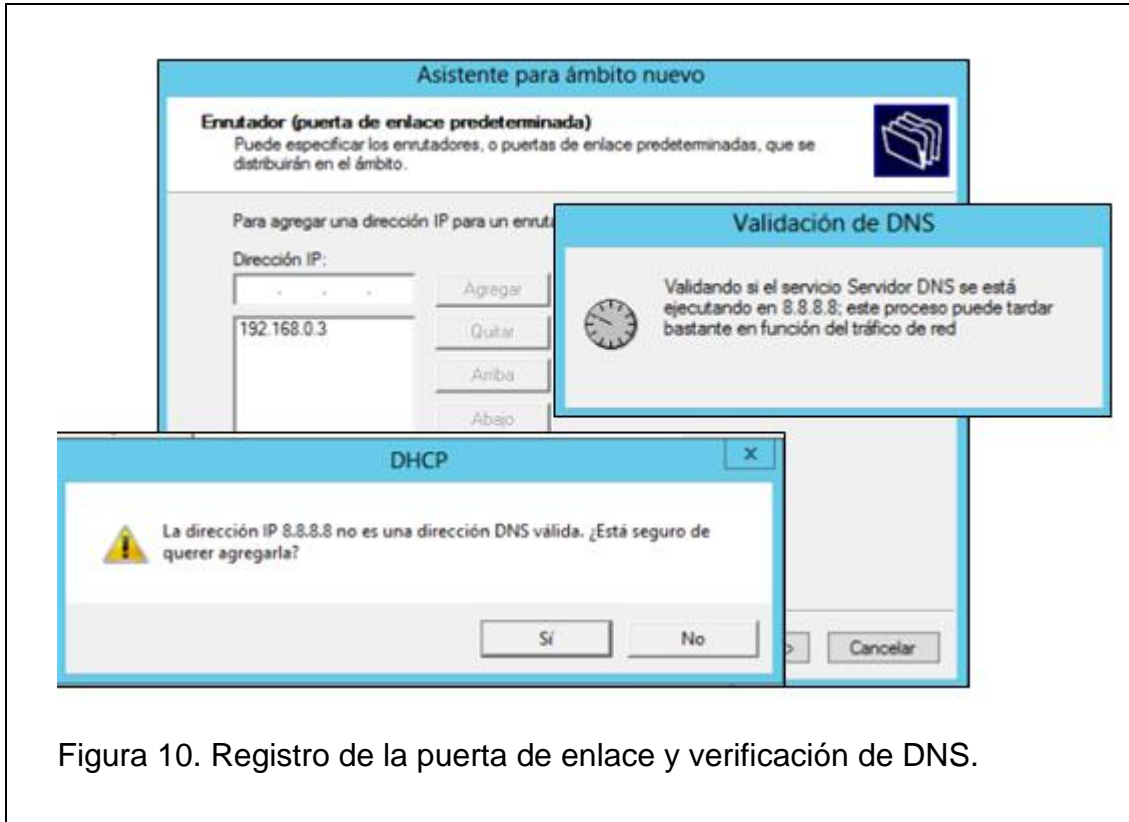 Asistente para ámbito nuevo
Enrutador (puerta de enlace predeterminada)
Puede especificar los enrutadores, o puertas de enlace predeterminadas, que se
distribuirán en el ámbito.
Para agregar una dirección IP para un
Dirección IP:
Agregar
192.168.0.3
Quitar
Arriba
Abajo
Validación de DNS
Validando si el servicio Servidor DNS se está
ejecutando en 8.8.8.8; este proceso puede tardar
bastante en función del tráfico de red
DHCP
x
La dirección IP 8.8.8.8 no es una dirección DNS válida. ¿Está seguro de
querer agregarla?
Sí
No
>
Cancelar
Figura 10. Registro de la puerta de enlace y verificación de DNS.